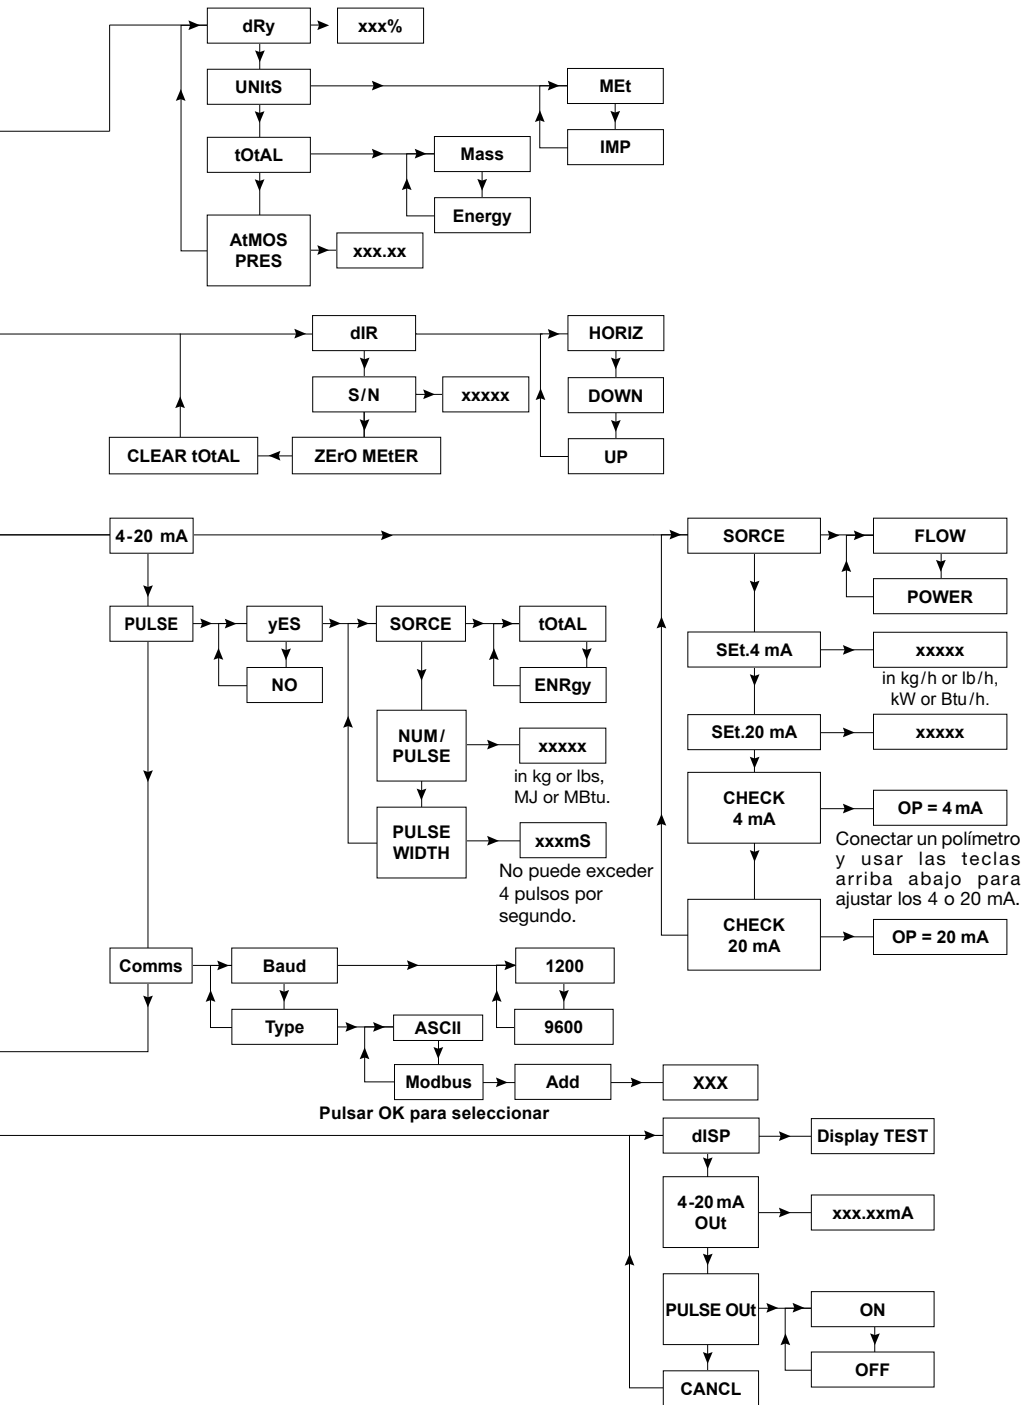 dRy
xxx%
UNItS
MEt
IMP
tOtAL
Mass
Energy
AtMOS
PRES
xxx.xx
dIR
HORIZ
S/N
xxxxx
DOWN
CLEAR tOtAL
ZErO MEtER
UP
4-20 mA
SORCE
FLOW
POWER
PULSE
yES
SORCE
tOtAL
NO
ENRgy
SEt.4 mA
xxxxx
in kg/h or lb/h,
kW or Btu/h.
NUM/
PULSE
xxxxx
in kg or lbs,
MJ or MBtu.
SEt.20 mA
xxxxx
PULSE
WIDTH
xxxmS
No puede exceder
4 pulsos por
segundo.
CHECK
4 mA
OP = 4 mA
Conectar un polímetro
y usar las teclas
arriba abajo para
ajustar los 4 o 20 mA.
CHECK
20 mA
OP = 20 mA
Comms
Baud
1200
Type
ASCII
9600
Modbus
Add
XXX
Pulsar OK para seleccionar
dISP
Display TEST
4-20 mA
OUt
xxx.xxmA
PULSE OUt
ON
OFF
CANCL